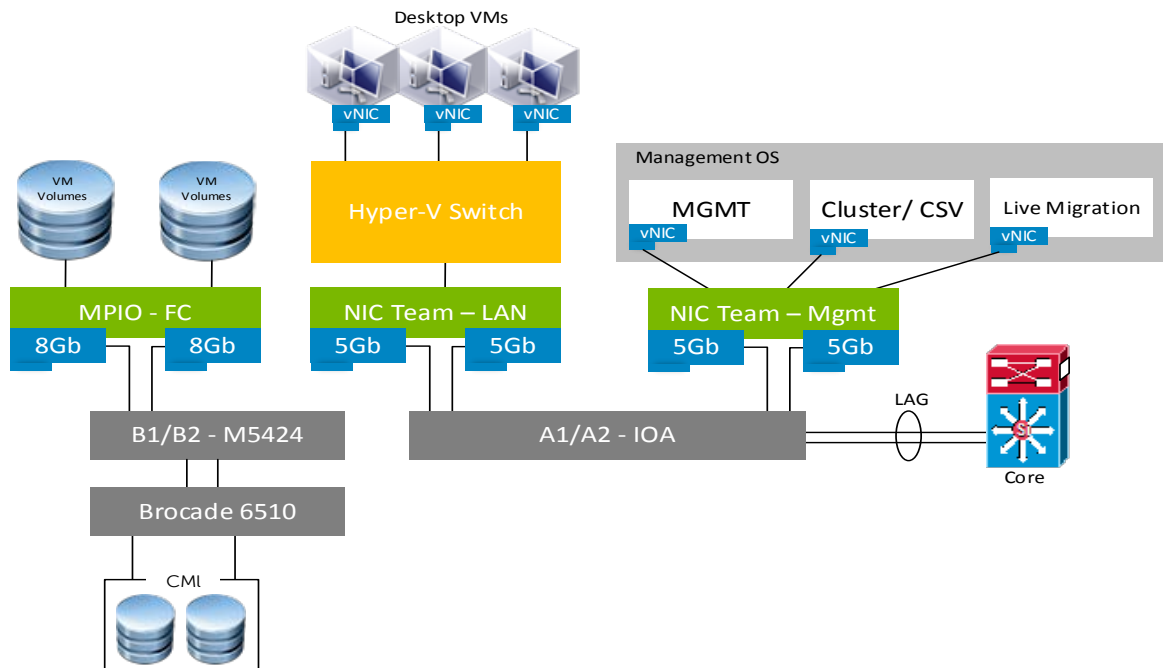 Desktop VMs
vNIC
vNIC
vNIC
VM
Volumes
VM
Volumes
Hyper-V Switch
Management OS
MGMT
vNIC
Cluster/ CSV
vNIC
Live Migration
vNIC
MPIO - FC
8Gb
8Gb
NIC Team – LAN
5Gb
5Gb
NIC Team – Mgmt
5Gb
5Gb
B1/B2 - M5424
A1/A2 - IOA
LAG
Si
Core
Brocade 6510
CML